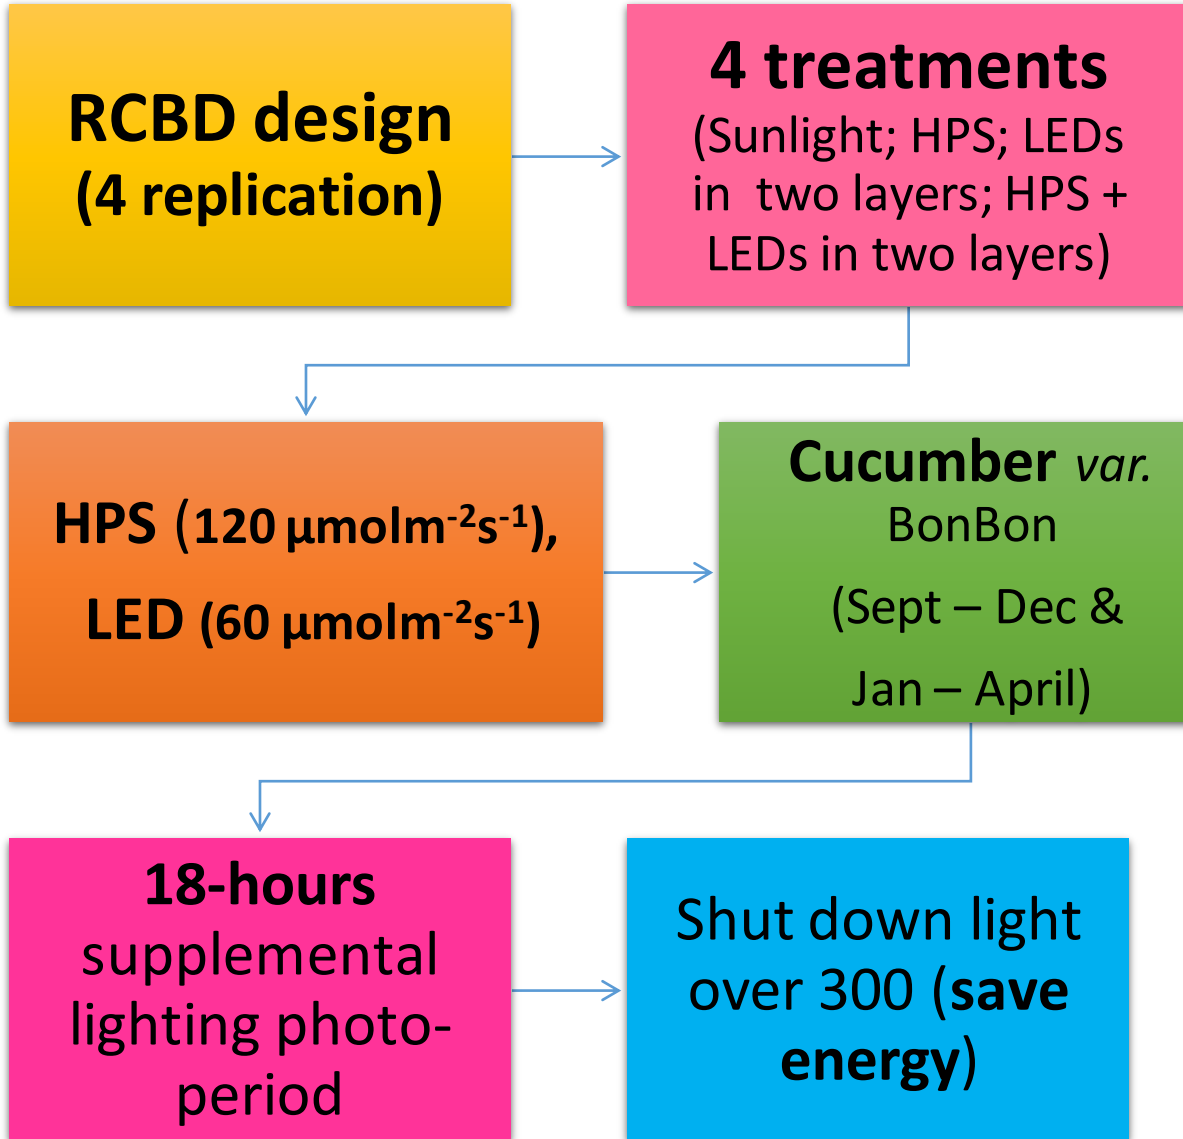 RCBD design
(4 replication)
4 treatments
(Sunlight; HPS; LEDs
in two layers; HPS +
LEDs in two layers)
HPS (120 µmolm⁻²s⁻¹),
LED (60 µmolm⁻²s⁻¹)
Cucumber var.
BonBon
(Sept – Dec &
Jan – April)
18-hours
supplemental
lighting photo-
period
Shut down light
over 300 (save
energy)